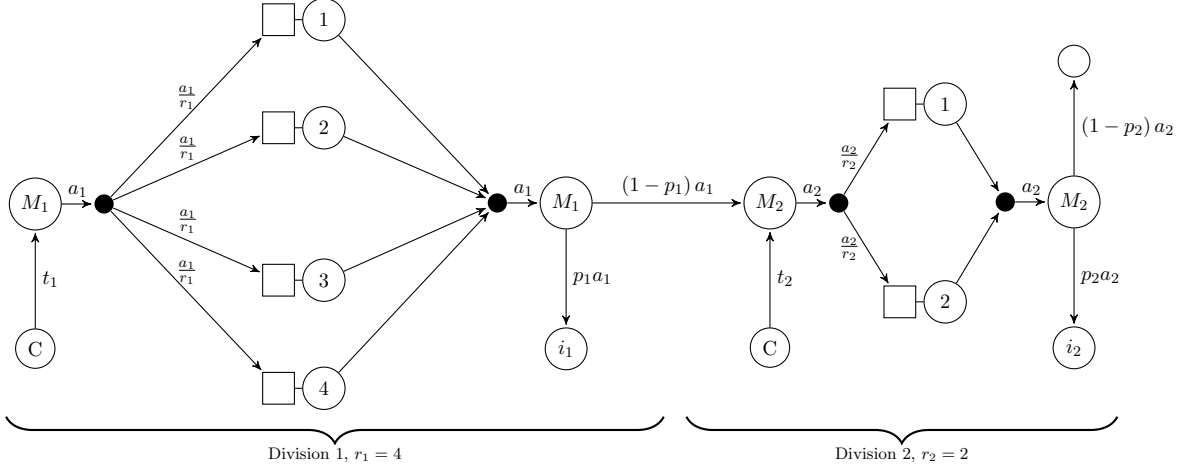 1
a₁/r₁
2
a₁/r₁
M₁
a₁
a₁/r₁
a₁/r₁
t₁
3
C
4
a₁
M₁
p₁a₁
i₁
(1 − p₁) a₁
M₂
a₂
a₂/r₂
a₂/r₂
t₂
C
1
2
a₂
M₂
(1 − p₂) a₂
p₂a₂
i₂
Division 1, r₁ = 4
Division 2, r₂ = 2